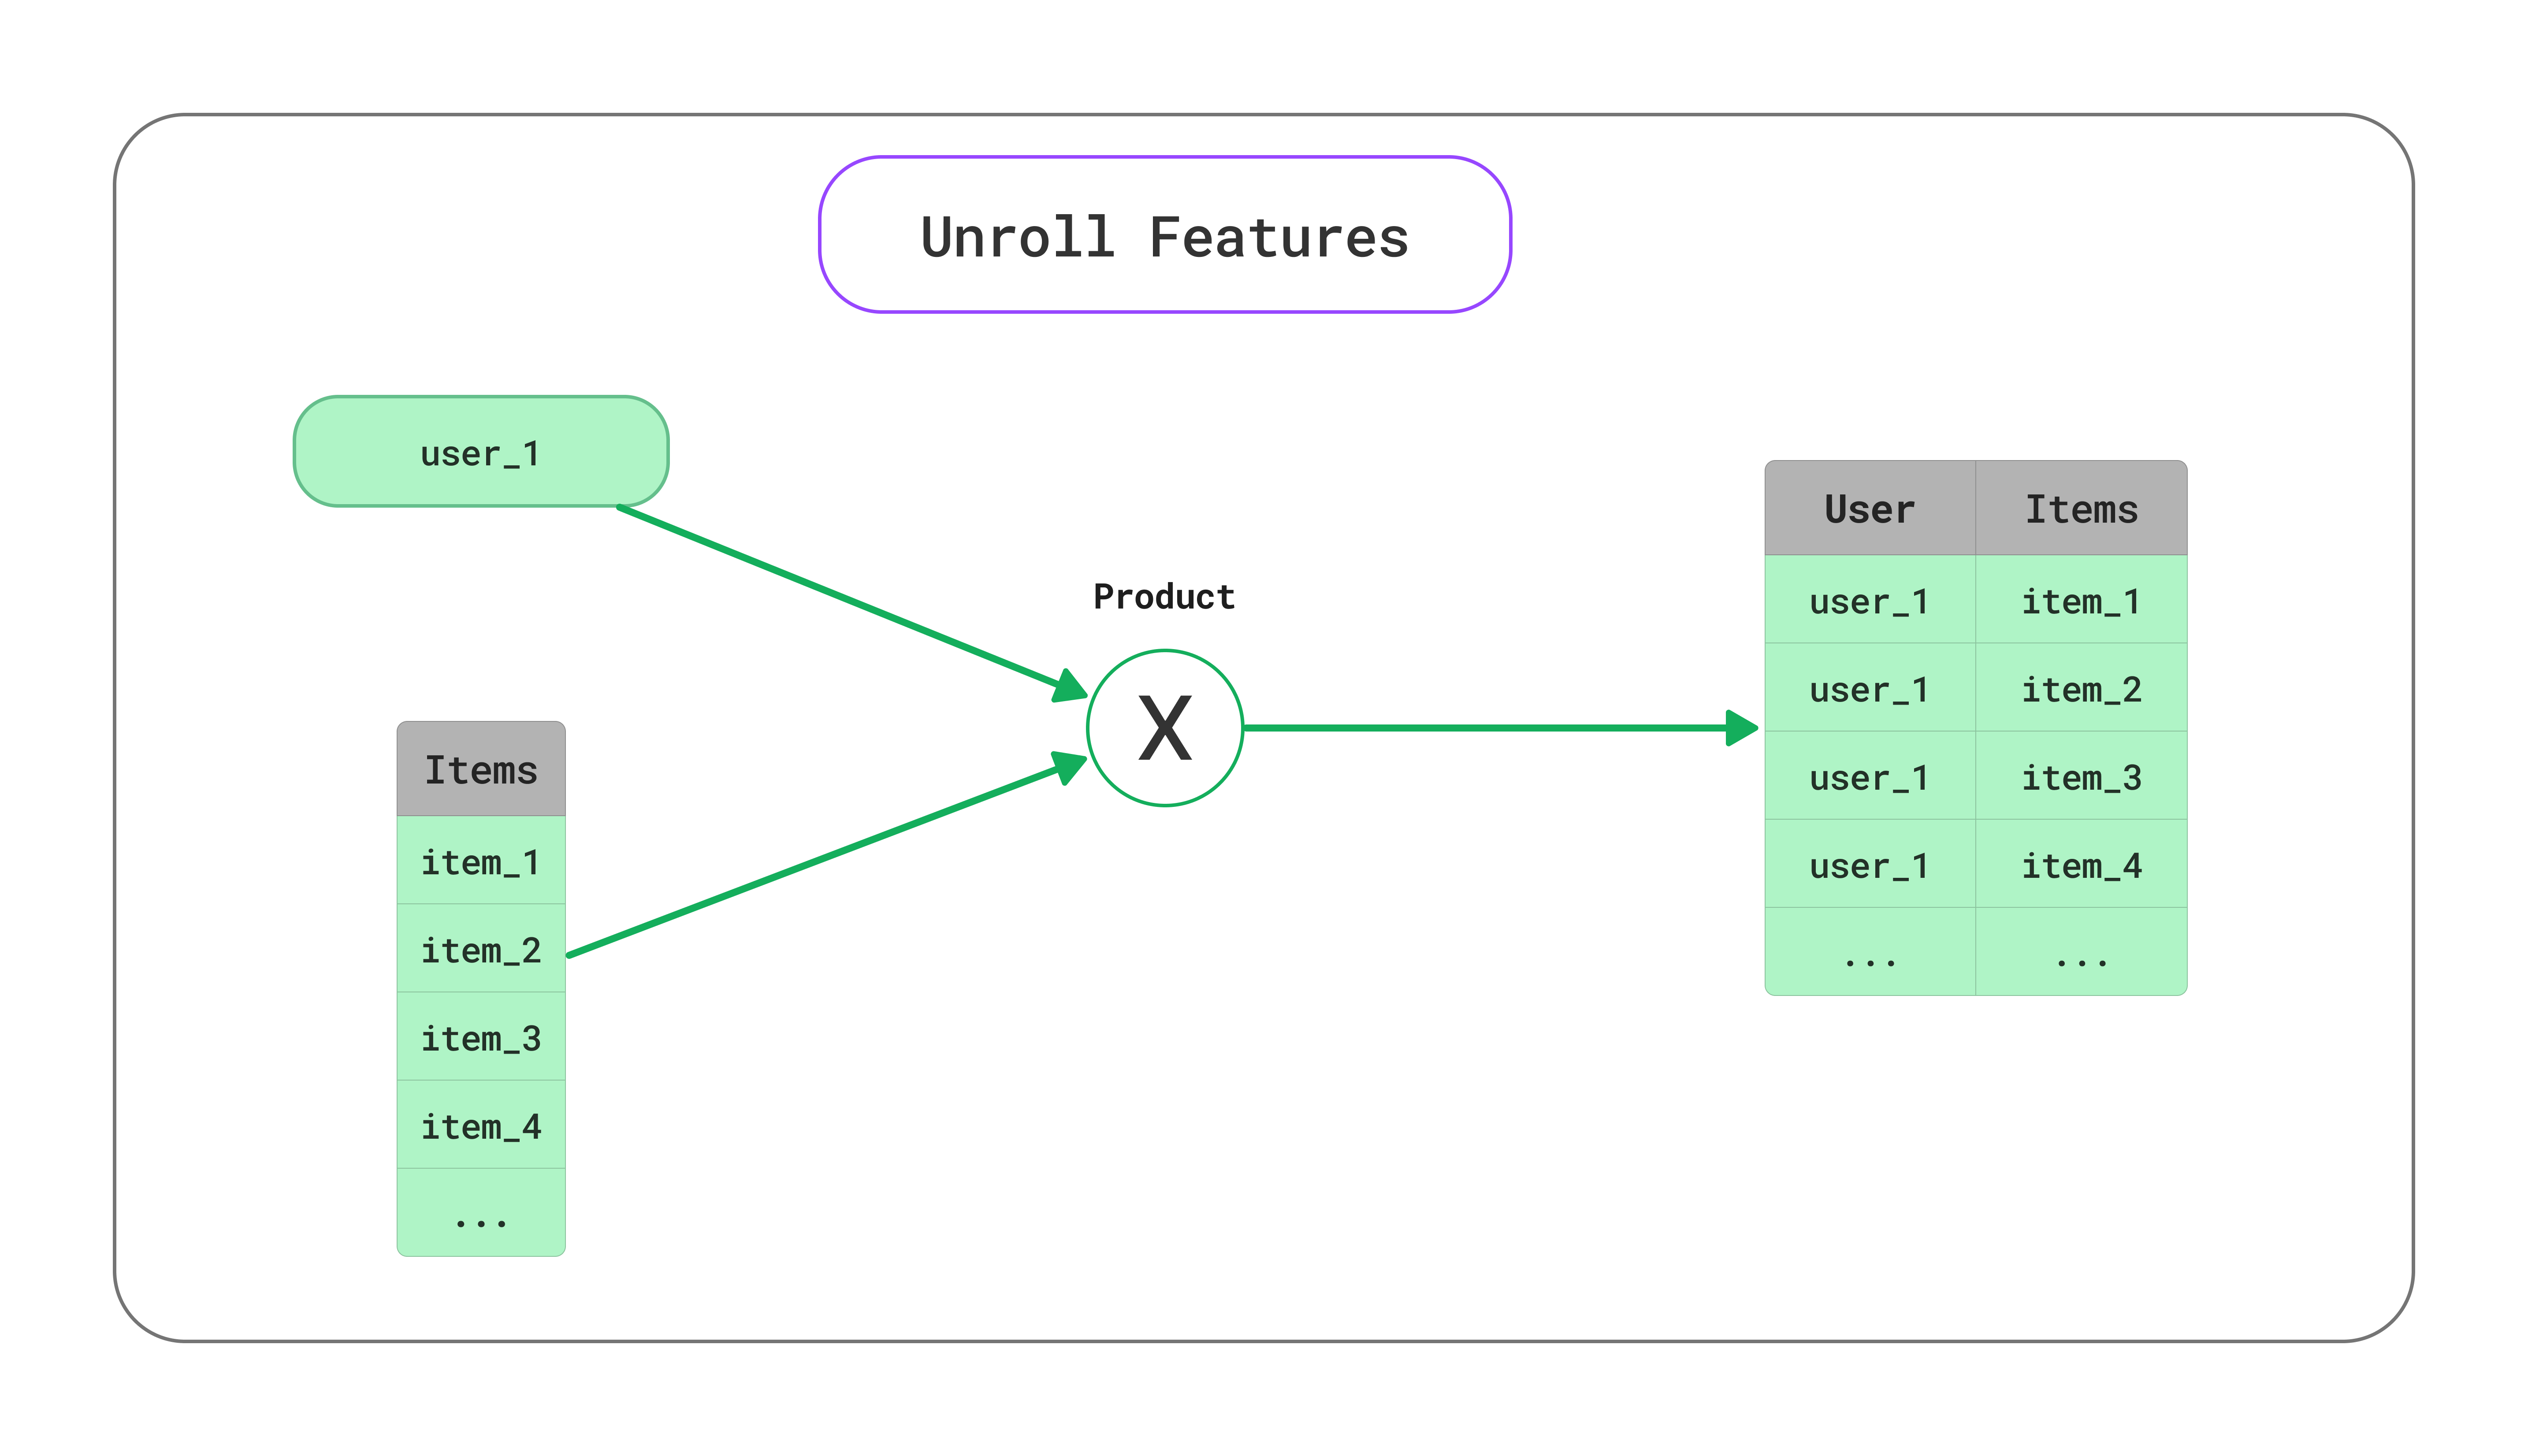 Unroll Features
user_1
Product
X
Items
item_1
item_2
item_3
item_4
...
User Items
user_1 item_1
user_1 item_2
user_1 item_3
user_1 item_4
... ...